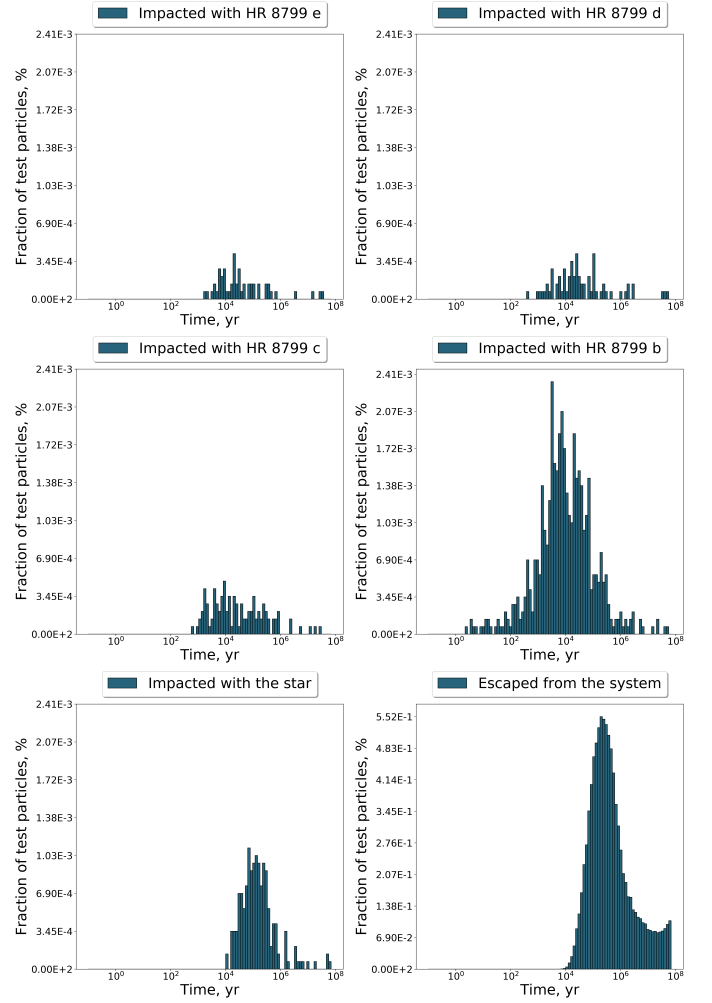 Impacted with HR 8799 e
2.41E-3
2.07E-3
1.72E-3
1.38E-3
1.03E-3
6.90E-4
3.45E-4
0.00E+2
Fraction of test particles, %
10^0
10^2
10^4
10^6
10^8
Time, yr
Impacted with HR 8799 d
2.41E-3
2.07E-3
1.72E-3
1.38E-3
1.03E-3
6.90E-4
3.45E-4
0.00E+2
Fraction of test particles, %
10^0
10^2
10^4
10^6
10^8
Time, yr
Impacted with HR 8799 c
2.41E-3
2.07E-3
1.72E-3
1.38E-3
1.03E-3
6.90E-4
3.45E-4
0.00E+2
Fraction of test particles, %
10^0
10^2
10^4
10^6
10^8
Time, yr
Impacted with HR 8799 b
2.41E-3
2.07E-3
1.72E-3
1.38E-3
1.03E-3
6.90E-4
3.45E-4
0.00E+2
Fraction of test particles, %
10^0
10^2
10^4
10^6
10^8
Time, yr
Impacted with the star
2.41E-3
2.07E-3
1.72E-3
1.38E-3
1.03E-3
6.90E-4
3.45E-4
0.00E+2
Fraction of test particles, %
10^0
10^2
10^4
10^6
10^8
Time, yr
Escaped from the system
5.52E-1
4.83E-1
4.14E-1
3.45E-1
2.76E-1
2.07E-1
1.38E-1
6.90E-2
0.00E+2
Fraction of test particles, %
10^0
10^2
10^4
10^6
10^8
Time, yr